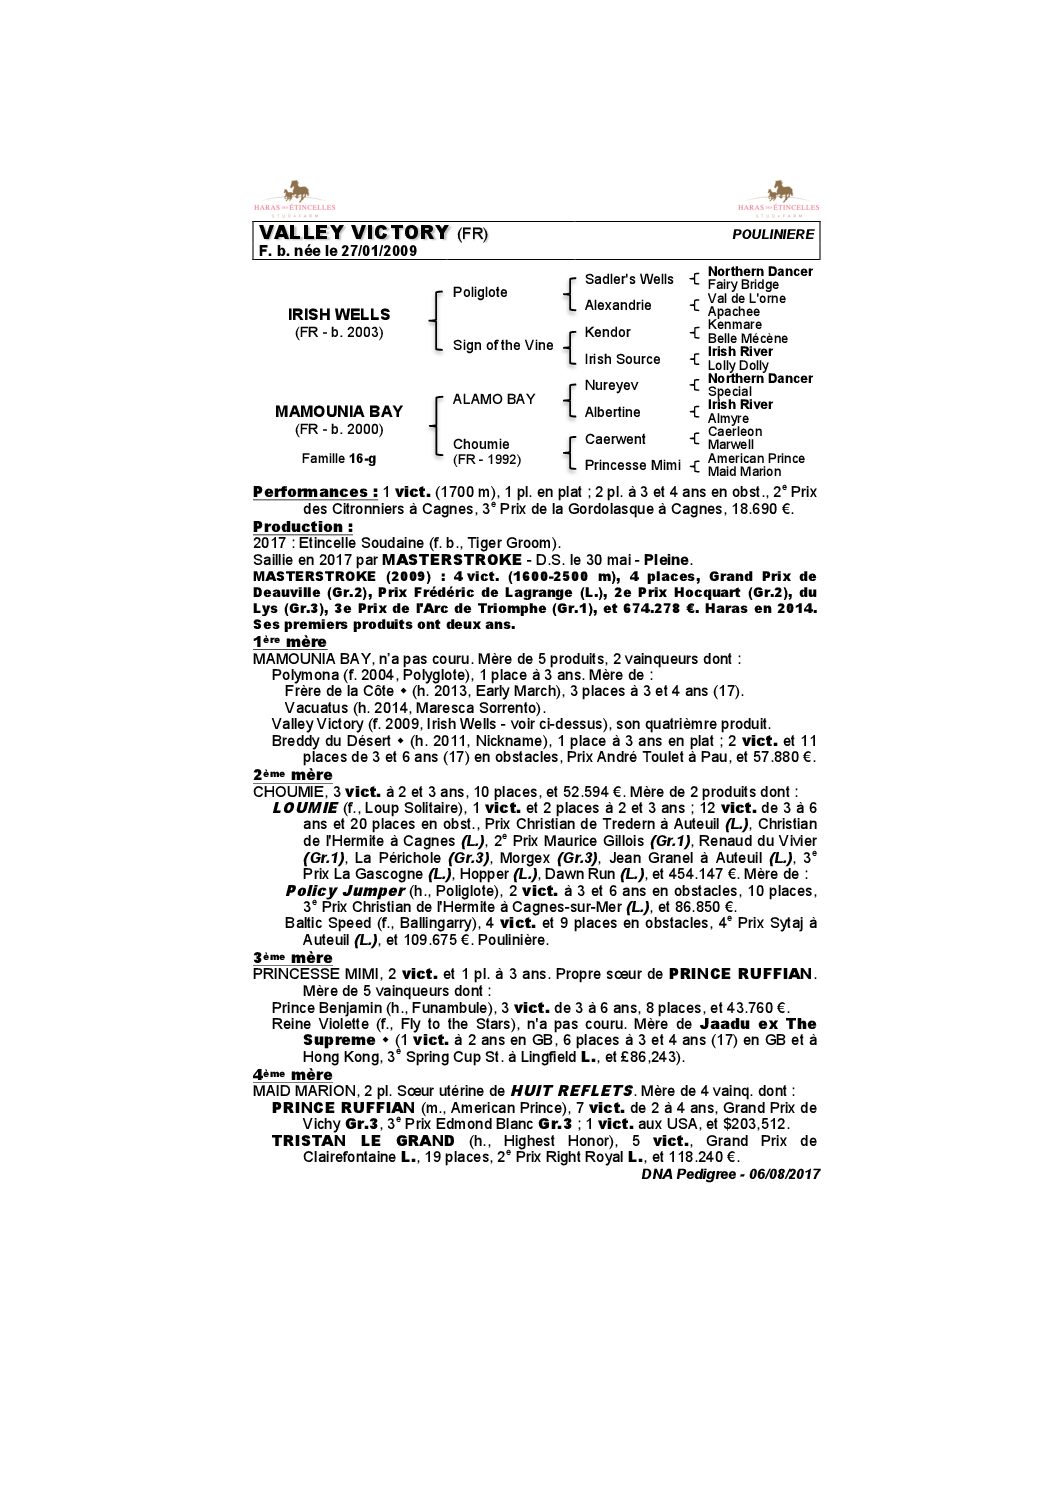 HARAS DES ÉTINCELLES
STUDFARM
HARAS DES ÉTINCELLES
STUDFARM
VALLEY VICTORY (FR) POULINIERE
F. b. née le 27/01/2009
Northern Dancer
Sadler's Wells
Fairy Bridge
Poliglote
Val de L'orne
Alexandrie
Apachee
IRISH WELLS
(FR - b. 2003)
Kenmare
Kendor
Belle Mécène
Sign of the Vine
Irish River
Irish Source
Lolly Dolly
Northern Dancer
Nureyev
Special
ALAMO BAY
Irish River
Albertine
Almyre
MAMOUNIA BAY
(FR - b. 2000)
Caerleon
Caerwent
Marwell
Choumie
(FR - 1992)
American Prince
Princesse Mimi
Maid Marion
Famille 16-g
Performances : 1 vict. (1700 m), 1 pl. en plat ; 2 pl. à 3 et 4 ans en obst., 2e Prix
des Citronniers à Cagnes, 3e Prix de la Gordolasque à Cagnes, 18.690 €.
Production :
2017 : Etincelle Soudaine (f. b., Tiger Groom).
Saillie en 2017 par MASTERSTROKE - D.S. le 30 mai - Pleine.
MASTERSTROKE (2009) : 4 vict. (1600-2500 m), 4 places, Grand Prix de
Deauville (Gr.2), Prix Frédéric de Lagrange (L.), 2e Prix Hocquart (Gr.2), du
Lys (Gr.3), 3e Prix de l'Arc de Triomphe (Gr.1), et 674.278 €. Haras en 2014.
Ses premiers produits ont deux ans.
1ère mère
MAMOUNIA BAY, n'a pas couru. Mère de 5 produits, 2 vainqueurs dont :
Polymona (f. 2004, Polyglote), 1 place à 3 ans. Mère de :
Frère de la Côte ♦ (h. 2013, Early March), 3 places à 3 et 4 ans (17).
Vacuatus (h. 2014, Maresca Sorrento).
Valley Victory (f. 2009, Irish Wells - voir ci-dessus), son quatrièmre produit.
Breddy du Désert ♦ (h. 2011, Nickname), 1 place à 3 ans en plat ; 2 vict. et 11
places de 3 et 6 ans (17) en obstacles, Prix André Toulet à Pau, et 57.880 €.
2ème mère
CHOUMIE, 3 vict. à 2 et 3 ans, 10 places, et 52.594 €. Mère de 2 produits dont :
LOUMIE (f., Loup Solitaire), 1 vict. et 2 places à 2 et 3 ans ; 12 vict. de 3 à 6
ans et 20 places en obst., Prix Christian de Tredern à Auteuil (L.), Christian
de l'Hermite à Cagnes (L.), 2e Prix Maurice Gillois (Gr.1), Renaud du Vivier
(Gr.1), La Périchole (Gr.3), Morgex (Gr.3), Jean Granel à Auteuil (L.), 3e
Prix La Gascogne (L.), Hopper (L.), Dawn Run (L.), et 454.147 €. Mère de :
Policy Jumper (h., Poliglote), 2 vict. à 3 et 6 ans en obstacles, 10 places,
3e Prix Christian de l'Hermite à Cagnes-sur-Mer (L.), et 86.850 €.
Baltic Speed (f., Ballingarry), 4 vict. et 9 places en obstacles, 4e Prix Sytaj à
Auteuil (L.), et 109.675 €. Poulinière.
3ème mère
PRINCESSE MIMI, 2 vict. et 1 pl. à 3 ans. Propre sœur de PRINCE RUFFIAN.
Mère de 5 vainqueurs dont :
Prince Benjamin (h., Funambule), 3 vict. de 3 à 6 ans, 8 places, et 43.760 €.
Reine Violette (f., Fly to the Stars), n'a pas couru. Mère de Jaadu ex The
Supreme ♦ (1 vict. à 2 ans en GB, 6 places à 3 et 4 ans (17) en GB et à
Hong Kong, 3e Spring Cup St. à Lingfield L., et £86,243).
4ème mère
MAID MARION, 2 pl. Sœur utérine de HUIT REFLETS. Mère de 4 vainq. dont :
PRINCE RUFFIAN (m., American Prince), 7 vict. de 2 à 4 ans, Grand Prix de
Vichy Gr.3, 3e Prix Edmond Blanc Gr.3 ; 1 vict. aux USA, et $203,512.
TRISTAN LE GRAND (h., Highest Honor), 5 vict., Grand Prix de
Clairefontaine L., 19 places, 2e Prix Right Royal L., et 118.240 €.
DNA Pedigree - 06/08/2017